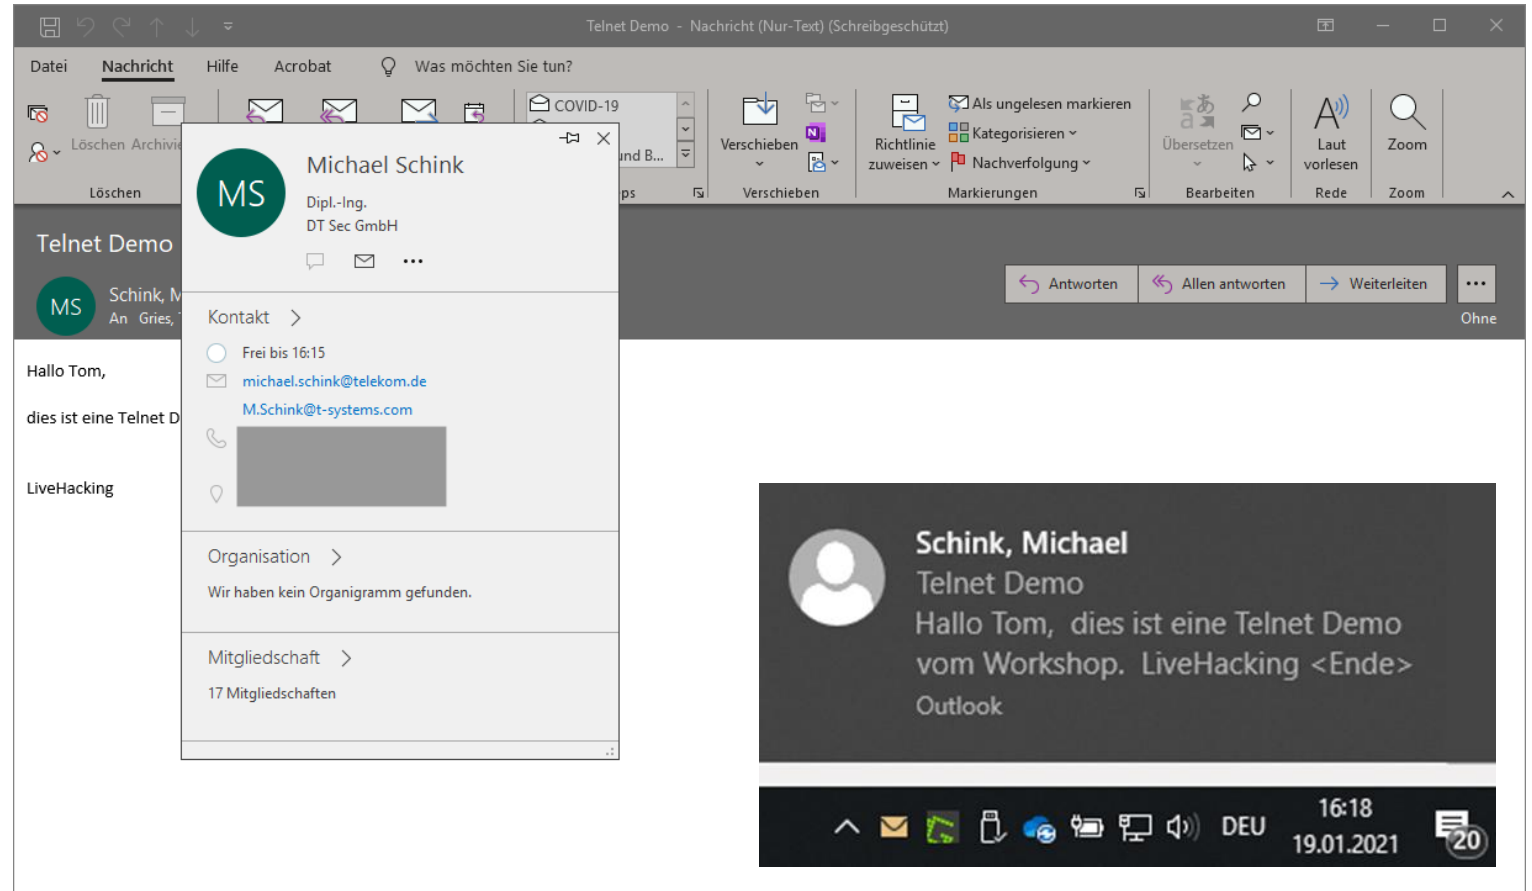 Telnet Demo - Nachricht (Nur-Text) (Schreibgeschützt)
Datei Nachricht Hilfe Acrobat Was möchten Sie tun?
Löschen Archivie
Löschen
COVID-19
und B...
ps
Verschieben
Verschieben
Richtlinie
zuweisen
Als ungelesen markieren
Kategorisieren
Nachverfolgung
Markierungen
Übersetzen
Bearbeiten
Laut
vorlesen
Rede
Zoom
Zoom
Telnet Demo
MS
Schink, M
An Gries,
Antworten
Allen antworten
Weiterleiten
Ohne
Hallo Tom,
dies ist eine Telnet D
LiveHacking
MS
Michael Schink
Dipl.-Ing.
DT Sec GmbH
Kontakt
Frei bis 16:15
michael.schink@telekom.de
M.Schink@t-systems.com
Organisation
Wir haben kein Organigramm gefunden.
Mitgliedschaft
17 Mitgliedschaften
Schink, Michael
Telnet Demo
Hallo Tom, dies ist eine Telnet Demo
vom Workshop. LiveHacking <Ende>
Outlook
DEU
16:18
19.01.2021
20